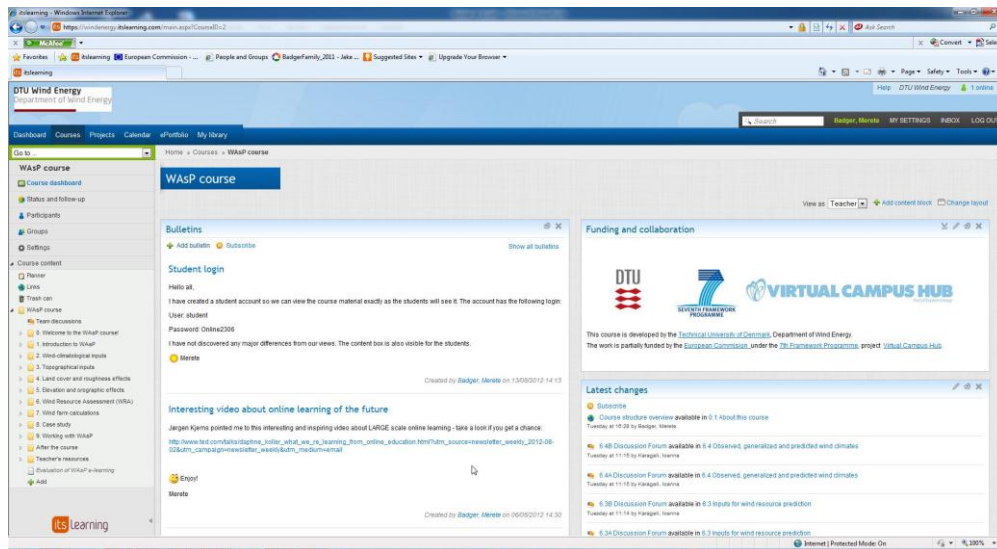 itslearning - Windows Internet Explorer
https://windenergy.itslearning.com/main.aspx?CourseID=2
Ask Search
McAfee
Convert
Favorites
itslearning
European Commission - ...
People and Groups
BadgerFamily_2011 - Jake ...
Suggested Sites
Upgrade Your Browser
itslearning
Page
Safety
Tools
DTU Wind Energy
Department of Wind Energy
Help DTU Wind Energy 1 online
Search
Badger, Merete MY SETTINGS INBOX LOG OUT
Dashboard Courses Projects Calendar ePortfolio My library
Go to ...
Home » Courses » WAsP course
WAsP course
Course dashboard
Status and follow-up
Participants
Groups
Settings
Course content
Planner
Links
Trash can
WAsP course
Team discussions
0. Welcome to the WAsP course!
1. Introduction to WAsP
2. Wind-climatological inputs
3. Topographical inputs
4. Land cover and roughness effects
5. Elevation and orographic effects
6. Wind Resource Assessment (WRA)
7. Wind farm calculations
8. Case study
9. Working with WAsP
After the course
Teacher's resources
Evaluation of WAsP e-learning
Add
its learning
WAsP course
View as Teacher Add content block Change layout
Bulletins
Add bulletin Subscribe Show all bulletins
Student login
Hello all,
I have created a student account so we can view the course material exactly as the students will see it. The account has the following login:
User: student
Password: Online2306
I have not discovered any major differences from our views. The content box is also visible for the students.
Merete
Created by Badger, Merete on 13/08/2012 14:13
Interesting video about online learning of the future
Jørgen Kjems pointed me to this interesting and inspiring video about LARGE scale online learning - take a look if you get a chance:
http://www.ted.com/talks/daphne_koller_what_we_re_learning_from_online_education.html?utm_source=newsletter_weekly_2012-08-
02&utm_campaign=newsletter_weekly&utm_medium=email
Enjoy!
Merete
Created by Badger, Merete on 06/08/2012 14:30
Funding and collaboration
DTU
SEVENTH FRAMEWORK
PROGRAMME
VIRTUAL CAMPUS HUB
This course is developed by the Technical University of Denmark, Department of Wind Energy.
The work is partially funded by the European Commision under the 7th Framework Programme, project Virtual Campus Hub.
Latest changes
Subscribe
Course structure overview available in 0.1 About this course
Tuesday at 15:29 by Badger, Merete
6.4B Discussion Forum available in 6.4 Observed, generalized and predicted wind climates
Tuesday at 11:15 by Karagali, Ioanna
6.4A Discussion Forum available in 6.4 Observed, generalized and predicted wind climates
Tuesday at 11:15 by Karagali, Ioanna
6.3B Discussion Forum available in 6.3 Inputs for wind resource prediction
Tuesday at 11:14 by Karagali, Ioanna
6.3A Discussion Forum available in 6.3 Inputs for wind resource prediction
Internet | Protected Mode: On
100%